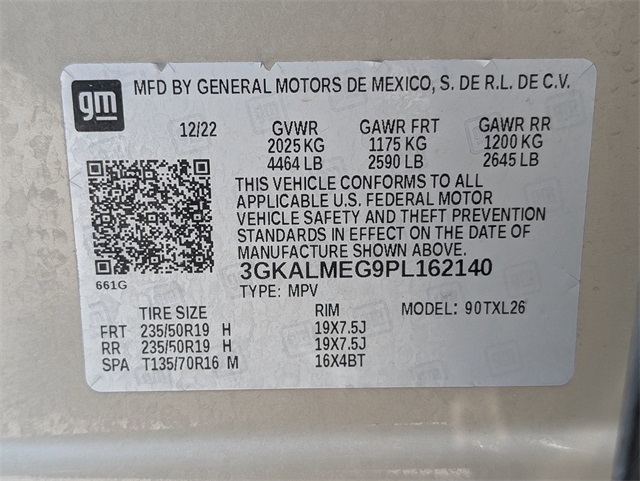 gm
MFD BY GENERAL MOTORS DE MEXICO, S. DE R.L. DE C.V.
12/22 GVWR GAWR FRT GAWR RR
2025 KG 1175 KG 1200 KG
4464 LB 2590 LB 2645 LB
THIS VEHICLE CONFORMS TO ALL
APPLICABLE U.S. FEDERAL MOTOR
VEHICLE SAFETY AND THEFT PREVENTION
STANDARDS IN EFFECT ON THE DATE OF
MANUFACTURE SHOWN ABOVE.
3GKALMEG9PL162140
661G
TYPE: MPV
TIRE SIZE RIM MODEL: 90TXL26
FRT 235/50R19 H 19X7.5J
RR 235/50R19 H 19X7.5J
SPA T135/70R16 M 16X4BT